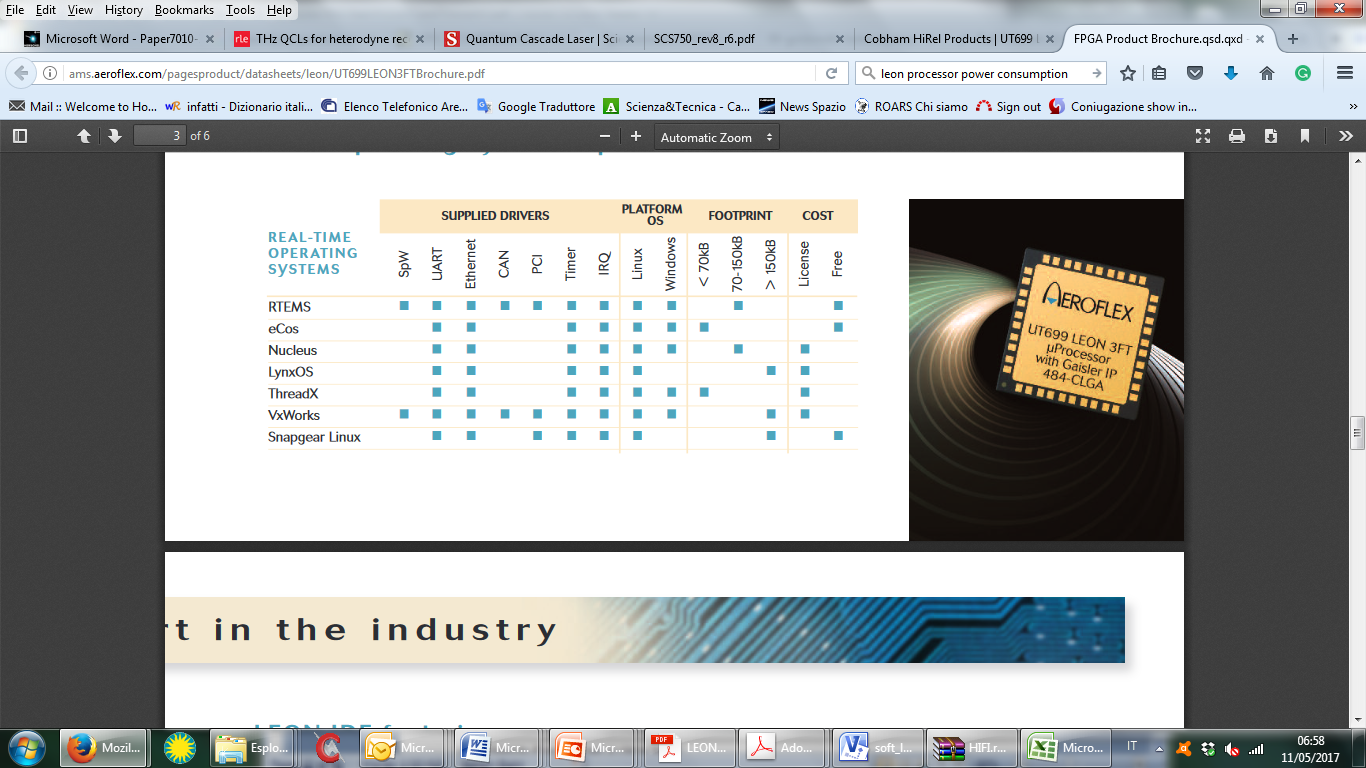 File Edit View History Bookmarks Tools Help
Microsoft Word - Paper7010-
rle THz QCLs for heterodyne rec
S Quantum Cascade Laser | Sci
SCS750_rev8_r6.pdf
Cobham HiRel Products | UT699 L
FPGA Product Brochure.qsd.qxd -
ams.aeroflex.com/pagesproduct/datasheets/leon/UT699LEON3FTBrochure.pdf
leon processor power consumption
Mail :: Welcome to Ho...
infatti - Dizionario itali...
Elenco Telefonico Are...
Google Traduttore
Scienza&Tecnica - Ca...
News Spazio
ROARS Chi siamo
Sign out
Coniugazione show in...
3 of 6
Automatic Zoom
SUPPLIED DRIVERS
PLATFORM
OS
FOOTPRINT
COST
REAL-TIME
OPERATING
SYSTEMS
SpW
UART
Ethernet
CAN
PCI
Timer
IRQ
Linux
Windows
< 70kB
70-150kB
> 150kB
License
Free
RTEMS
eCos
Nucleus
LynxOS
ThreadX
VxWorks
Snapgear Linux
AEROFLEX
UT699 LEON 3FT
µProcessor
with Gaisler IP
484-CLGA
rt in the industry
Mozil...
Esplo...
Micr...
Micr...
Micr...
LEON...
Ado...
soft_l...
HIFI.r...
Micro...
IT
06:58
11/05/2017